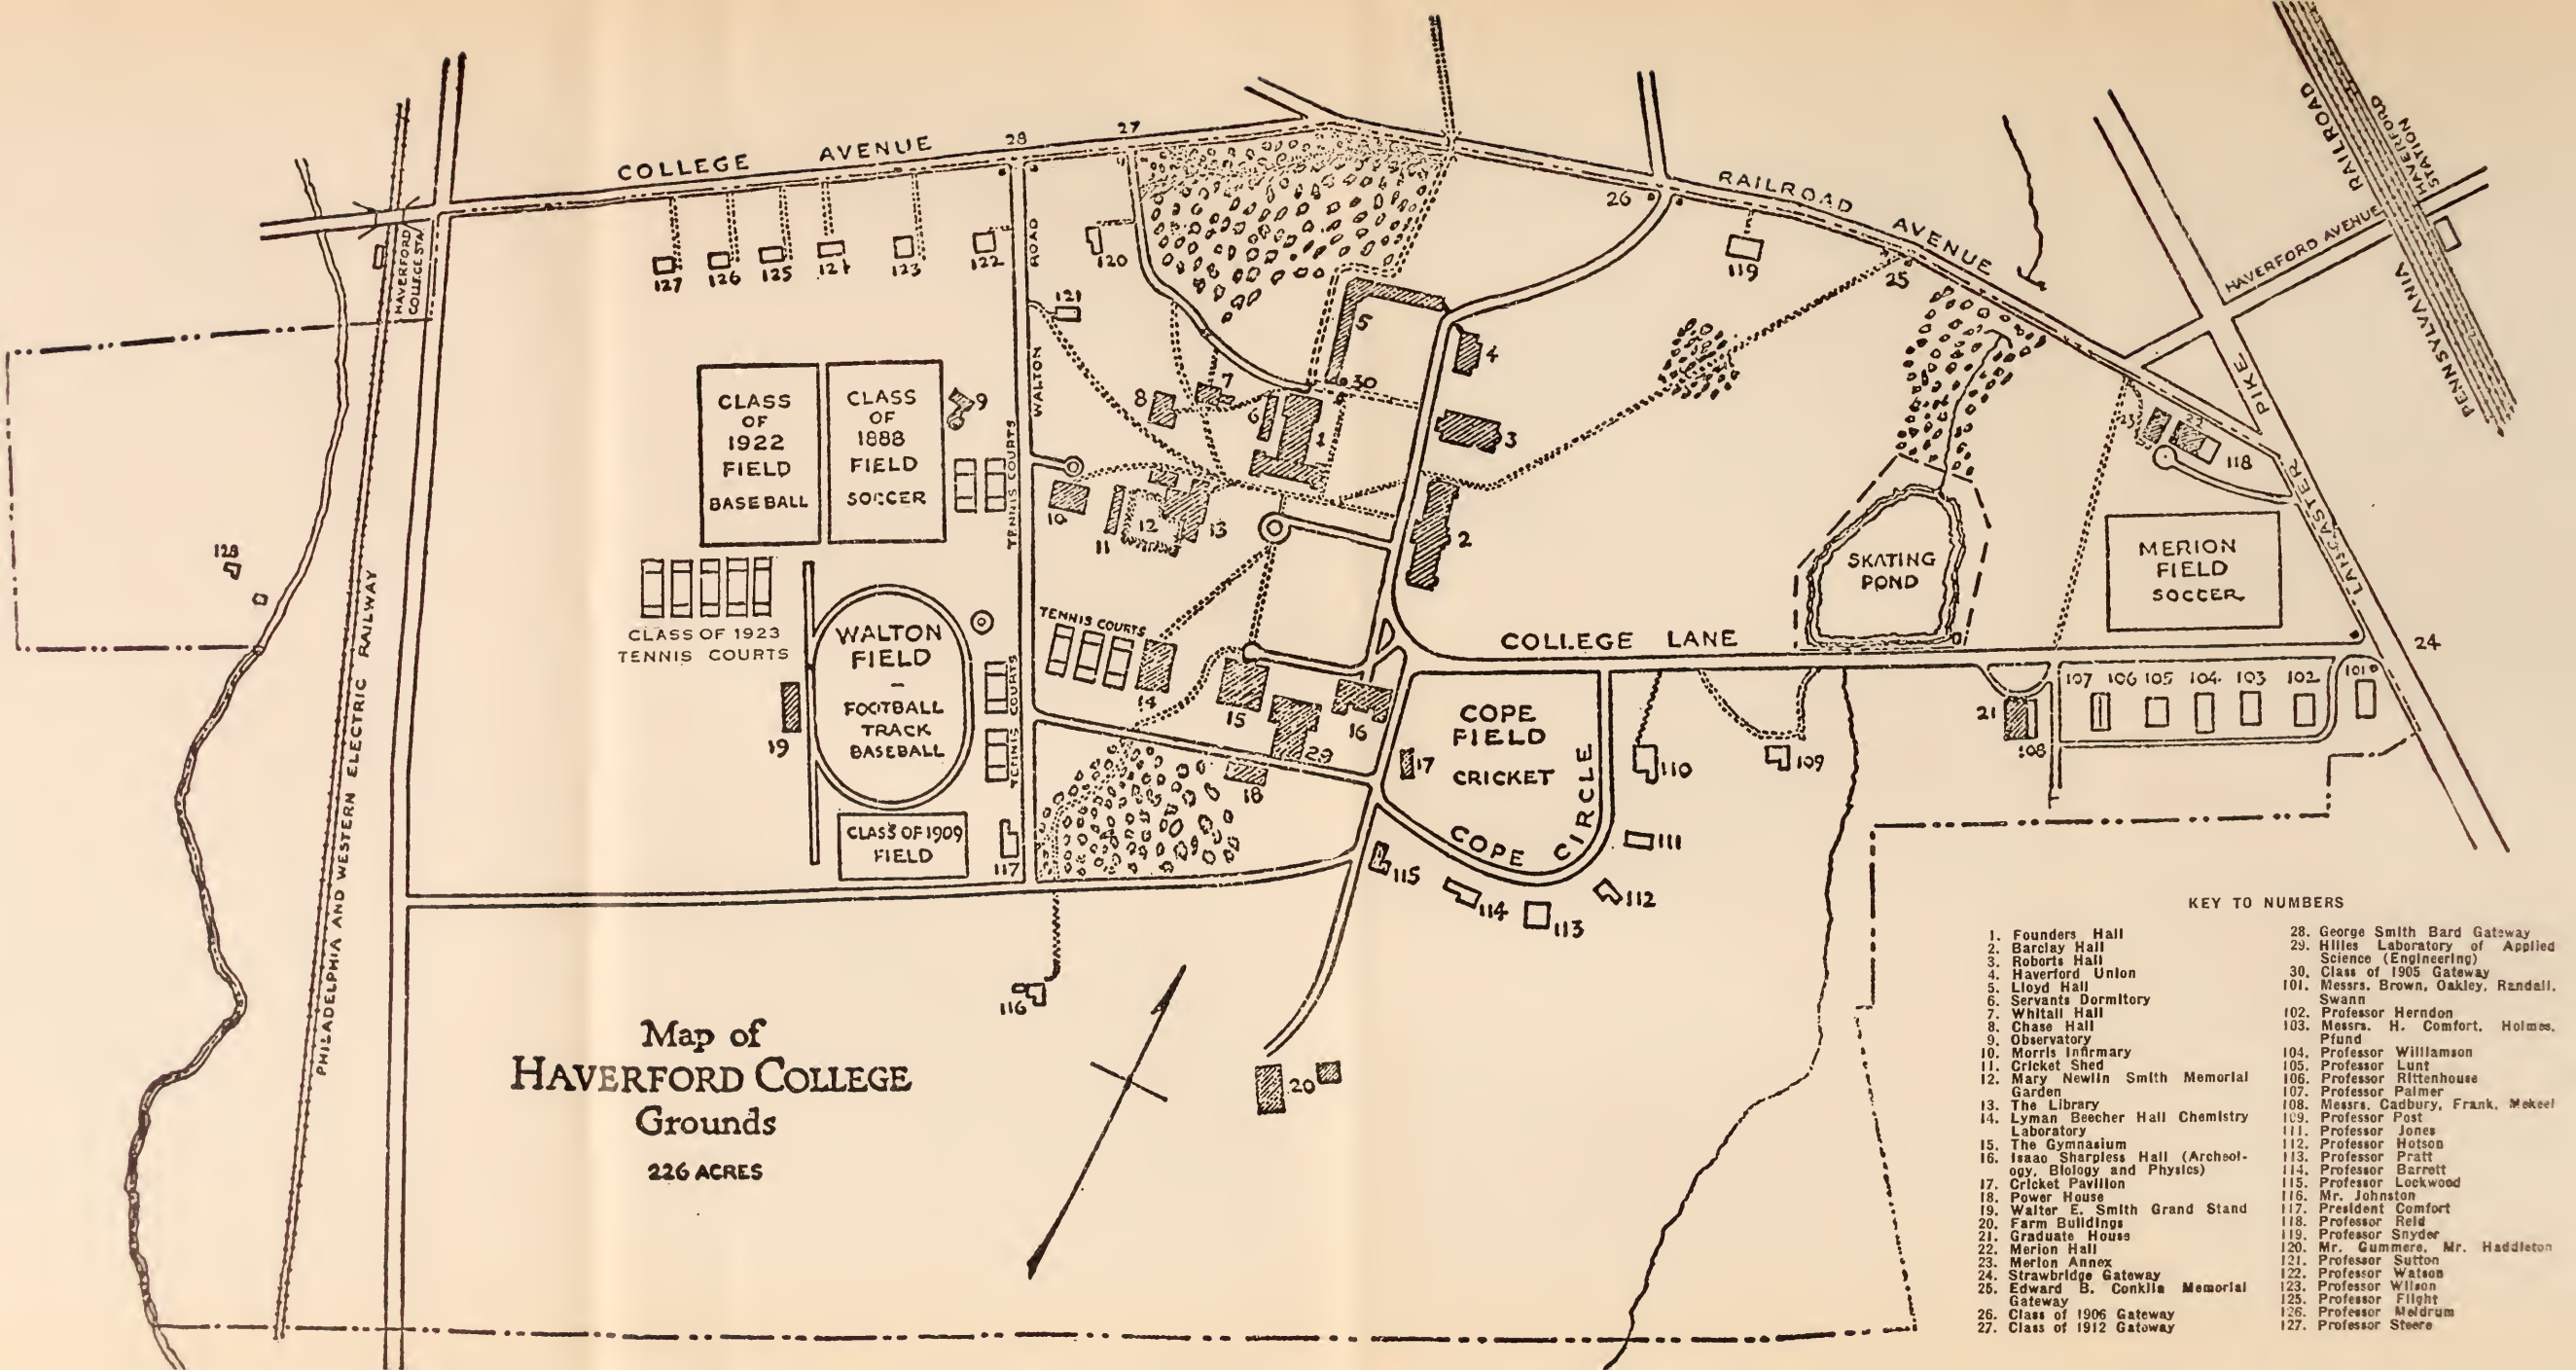 COLLEGE AVENUE
28
27
26
RAILROAD AVENUE
25
PENNSYLVANIA RAILROAD
HAVERFORD
STATION
HAVERFORD AVENUE
LANCASTER PIKE
24
HAVERFORD
COLLEGE STA.
PHILADELPHIA AND WESTERN ELECTRIC RAILWAY
WALTON ROAD
127
126
125
123
122
120
121
119
128
CLASS
OF
1922
FIELD
BASEBALL
CLASS
OF
1888
FIELD
SOCCER
9
TENNIS COURTS
8
7
6
1
5
30
4
3
2
10
11
12
13
118
MERION
FIELD
SOCCER
SKATING
POND
CLASS OF 1923
TENNIS COURTS
WALTON
FIELD
FOOTBALL
TRACK
BASEBALL
19
TENNIS COURTS
TENNIS COURTS
TENNIS COURTS
14
15
16
29
17
18
CLASS OF 1909
FIELD
117
COLLEGE LANE
COPE
FIELD
CRICKET
COPE CIRCLE
110
109
111
112
113
114
115
116
20
21
108
107 106 105 104 103 102 101
Map of
HAVERFORD COLLEGE
Grounds
226 ACRES
KEY TO NUMBERS
1. Founders Hall
2. Barclay Hall
3. Roberts Hall
4. Haverford Union
5. Lloyd Hall
6. Servants Dormitory
7. Whitall Hall
8. Chase Hall
9. Observatory
10. Morris Infirmary
11. Cricket Shed
12. Mary Newlin Smith Memorial
Garden
13. The Library
14. Lyman Beecher Hall Chemistry
Laboratory
15. The Gymnasium
16. Isaac Sharpless Hall (Archeol-
ogy, Biology and Physics)
17. Cricket Pavilion
18. Power House
19. Walter E. Smith Grand Stand
20. Farm Buildings
21. Graduate House
22. Merion Hall
23. Merion Annex
24. Strawbridge Gateway
25. Edward B. Conklin Memorial
Gateway
26. Class of 1906 Gateway
27. Class of 1912 Gateway
28. George Smith Bard Gateway
29. Hilles Laboratory of Applied
Science (Engineering)
30. Class of 1905 Gateway
101. Messrs. Brown, Oakley, Randall,
Swann
102. Professor Herndon
103. Messrs. H. Comfort, Holmes,
Pfund
104. Professor Williamson
105. Professor Lunt
106. Professor Rittenhouse
107. Professor Palmer
108. Messrs. Cadbury, Frank, Mekeel
109. Professor Post
111. Professor Jones
112. Professor Hotson
113. Professor Pratt
114. Professor Barrett
115. Professor Lockwood
116. Mr. Johnston
117. President Comfort
118. Professor Reid
119. Professor Snyder
120. Mr. Gummere, Mr. Haddleton
121. Professor Sutton
122. Professor Watson
123. Professor Wilson
125. Professor Flight
126. Professor Meldrum
127. Professor Steere